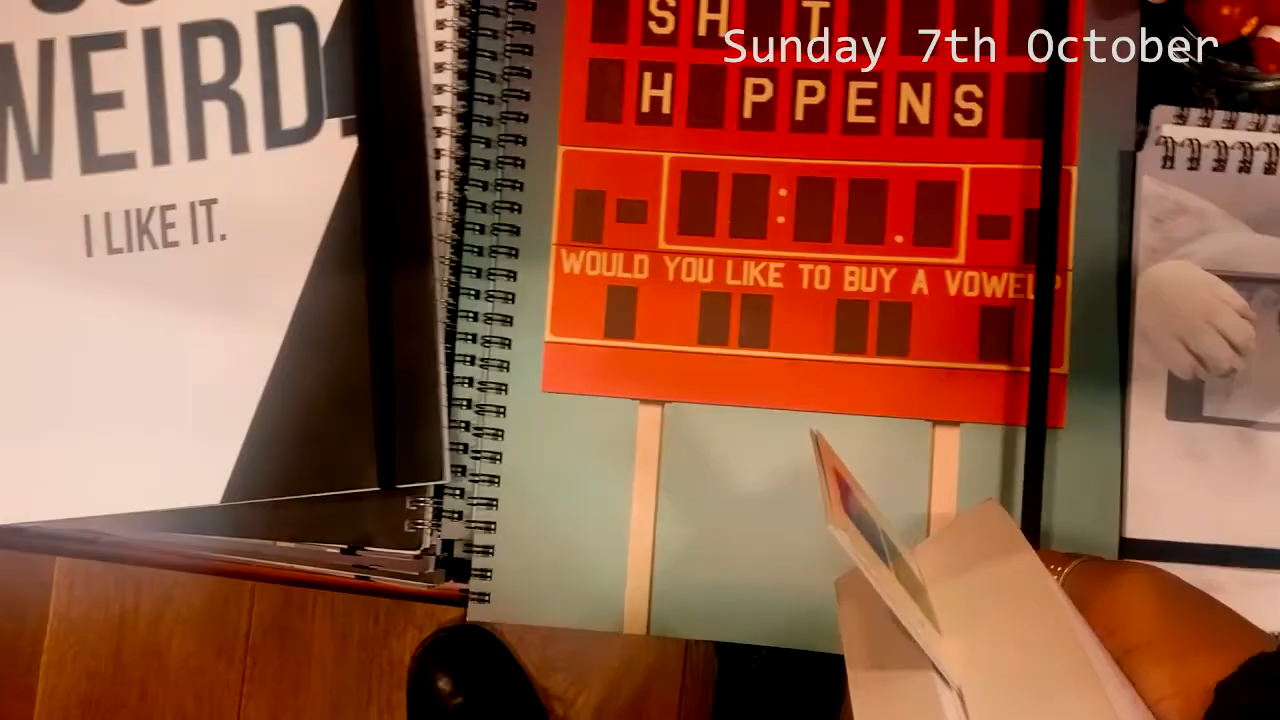 WEIRD.
I LIKE IT.
SH T
H PPENS
WOULD YOU LIKE TO BUY A VOWEL?
Sunday 7th October